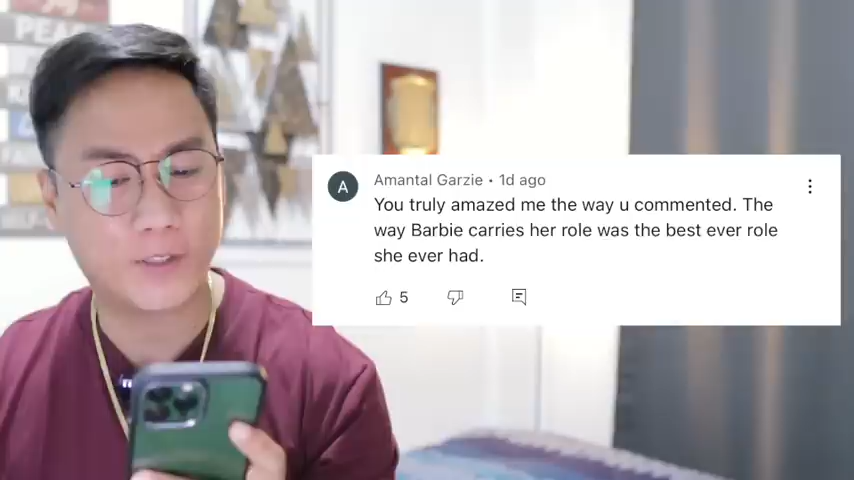 PEA
A
Amantal Garzie • 1d ago
You truly amazed me the way u commented. The
way Barbie carries her role was the best ever role
she ever had.
5